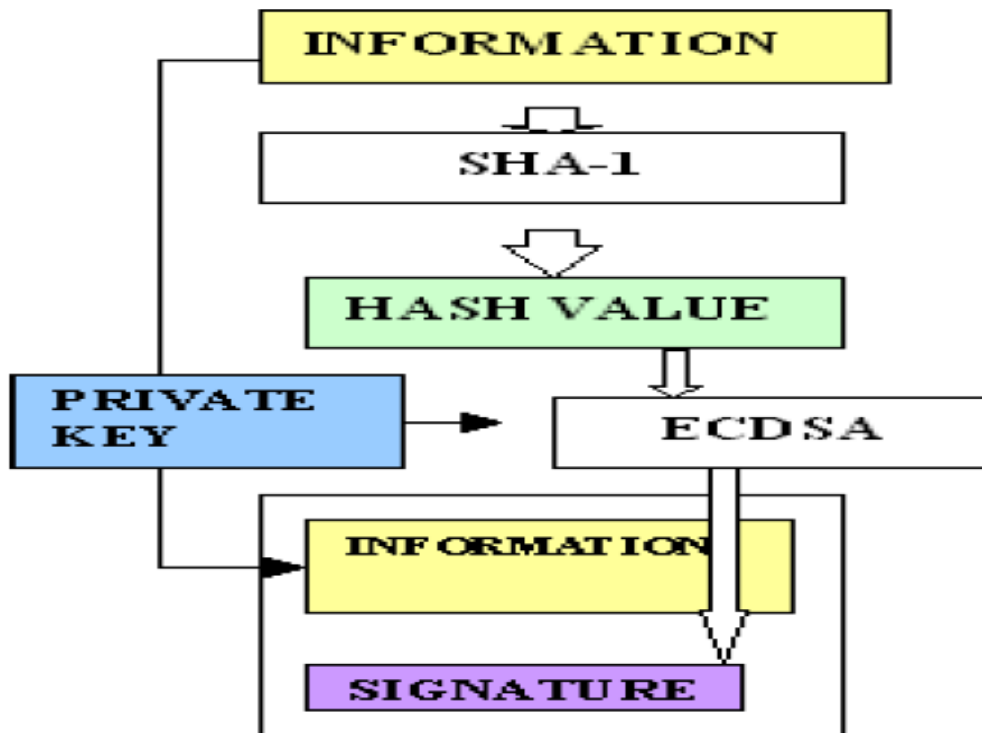 INFORMATION
SHA-1
HASH VALUE
PRIVATE
KEY
ECDSA
INFORMATION
SIGNATURE